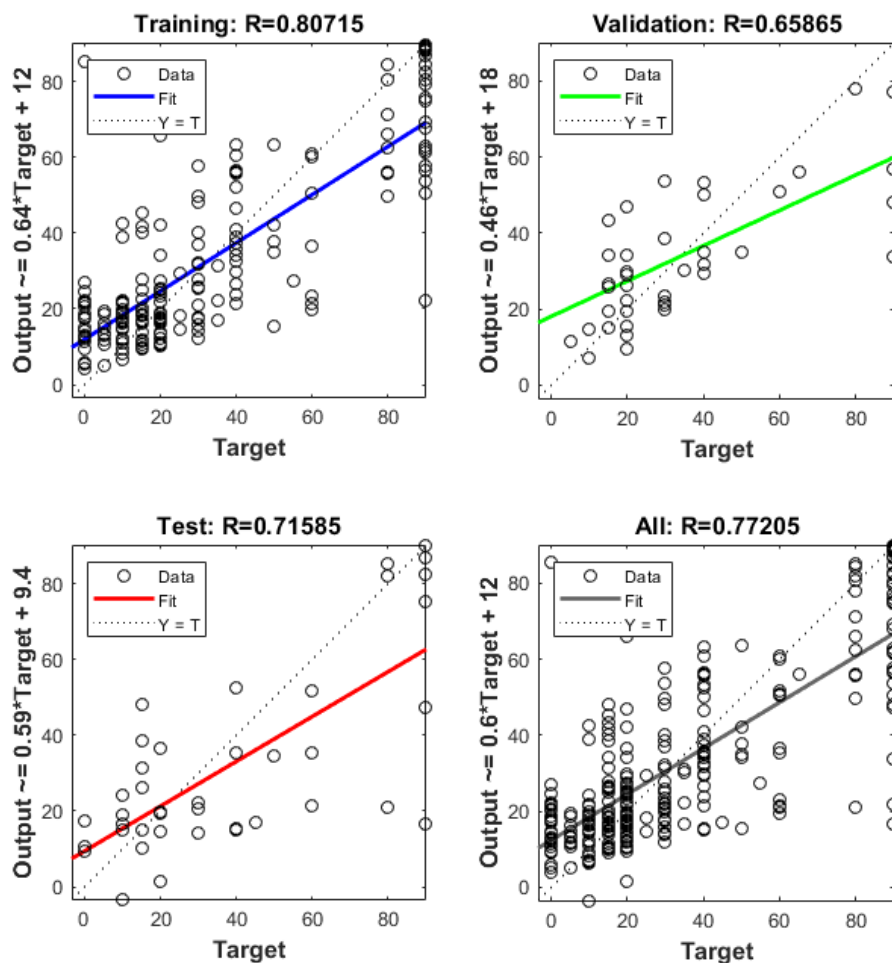 Training: R=0.80715
Output ~= 0.64*Target + 12
80
60
40
20
0
Data
Fit
Y = T
0 20 40 60 80
Target
Validation: R=0.65865
Output ~= 0.46*Target + 18
80
60
40
20
0
Data
Fit
Y = T
0 20 40 60 80
Target
Test: R=0.71585
Output ~= 0.59*Target + 9.4
80
60
40
20
0
Data
Fit
Y = T
0 20 40 60 80
Target
All: R=0.77205
Output ~= 0.6*Target + 12
80
60
40
20
0
Data
Fit
Y = T
0 20 40 60 80
Target